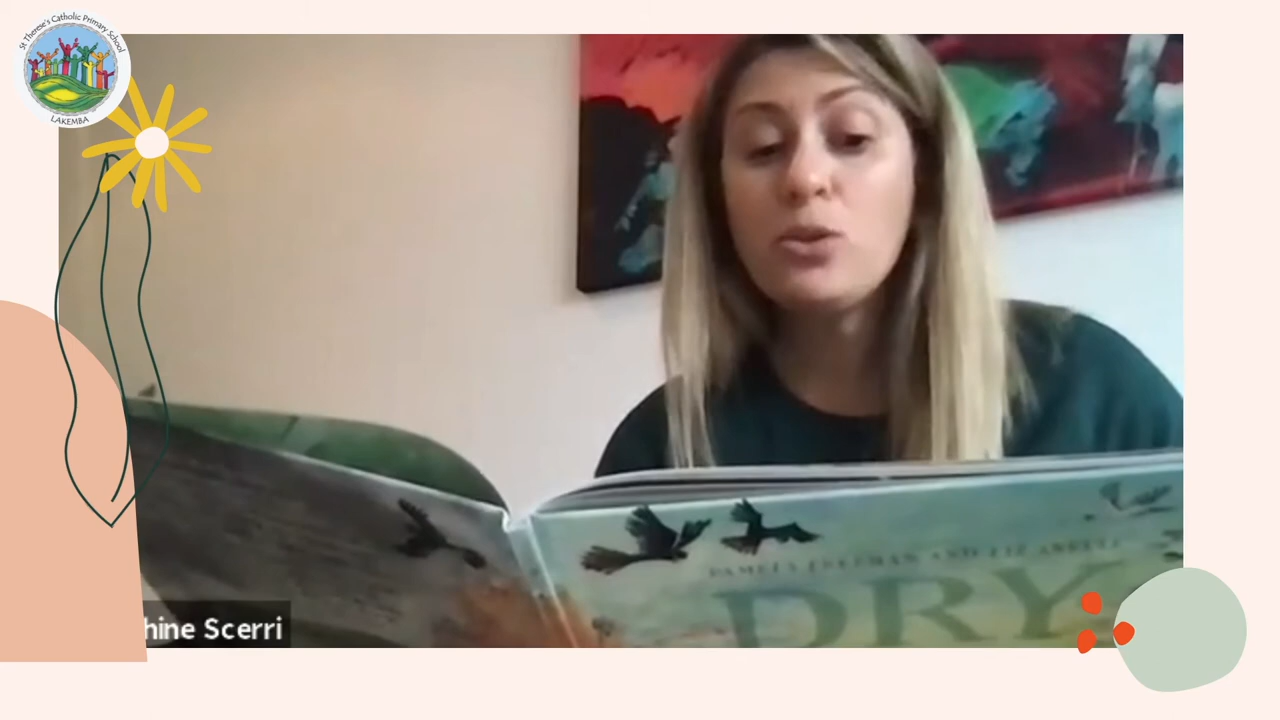 St Therese's Catholic Primary School
LAKEMBA
PAMELA FREEMAN AND LIZ ANELLI
DRY
hine Scerri